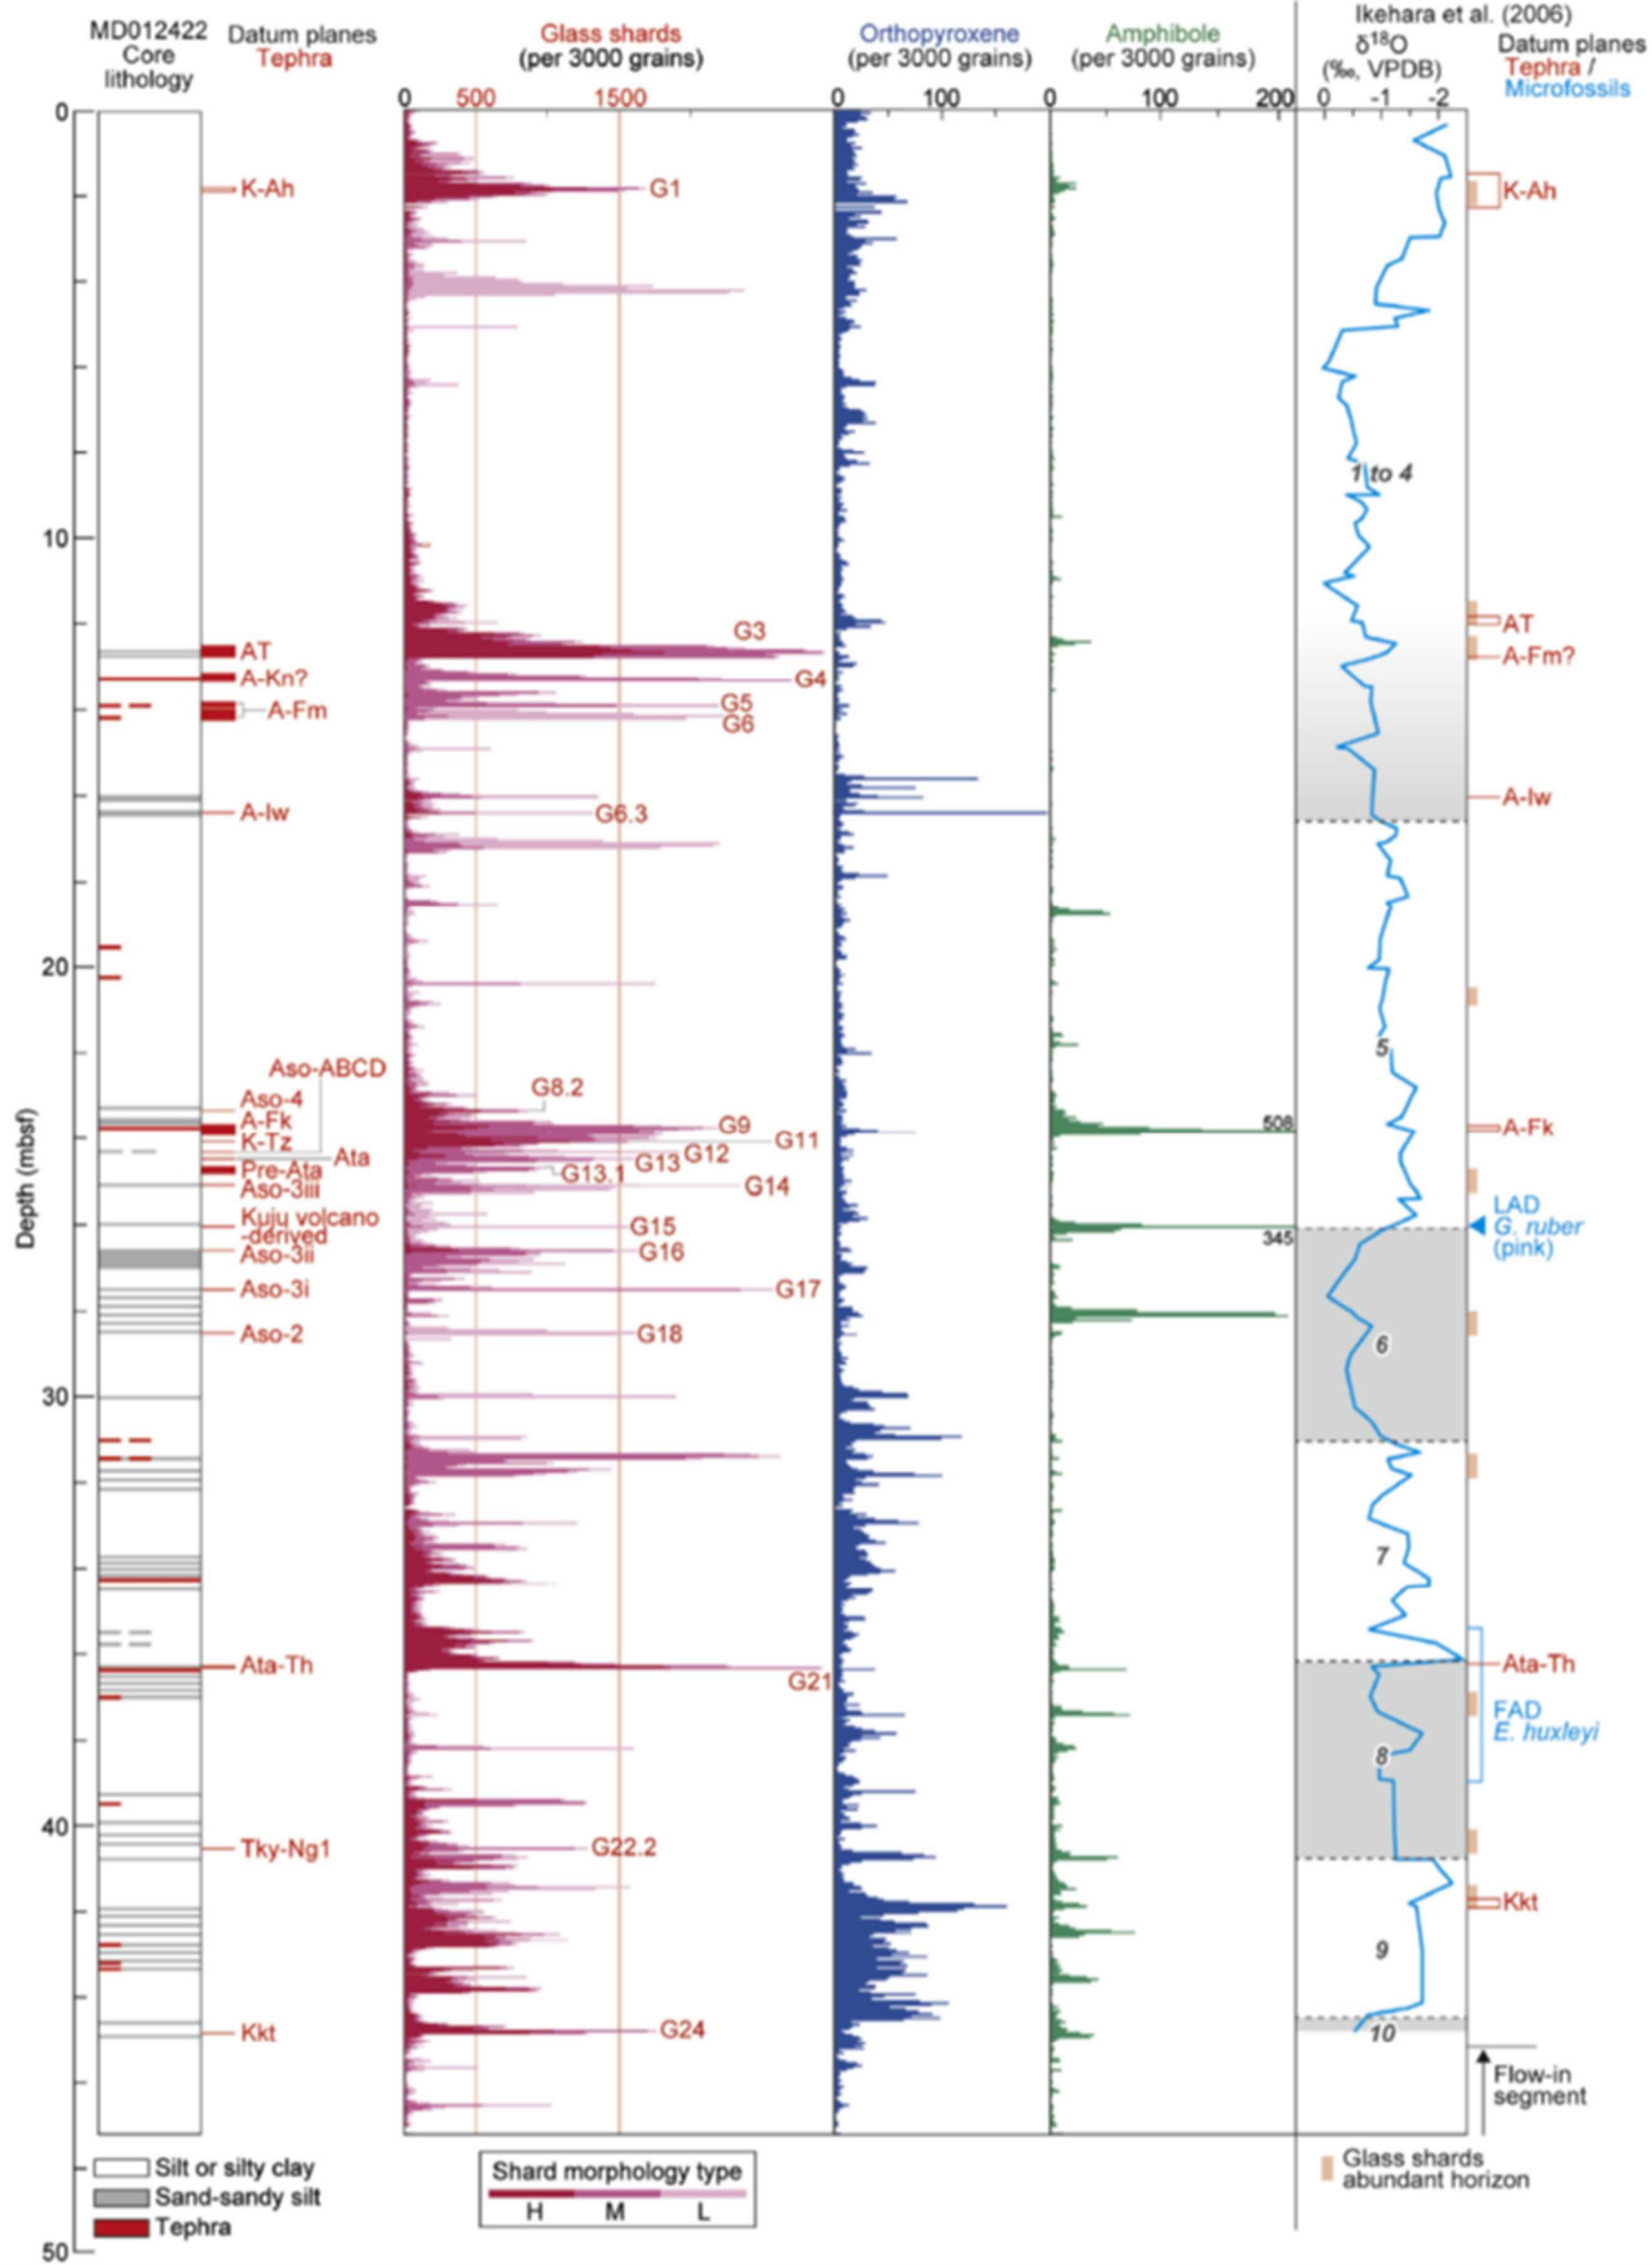 MD012422
Core
lithology
Datum planes
Tephra
Glass shards
(per 3000 grains)
Orthopyroxene
(per 3000 grains)
Amphibole
(per 3000 grains)
Ikehara et al. (2006)
δ18O
(‰, VPDB)
Datum planes
Tephra /
Microfossils
0 500 1500
0 100
0 100 200
0 -1 -2
Depth (mbsf)
0
10
20
30
40
50
K-Ah
AT
A-Kn?
A-Fm
A-Iw
Aso-ABCD
Aso-4
A-Fk
K-Tz
Ata
Pre-Ata
Aso-3iii
Kuju volcano
-derived
Aso-3ii
Aso-3i
Aso-2
Ata-Th
Tky-Ng1
Kkt
G1
G3
G4
G5
G6
G6.3
G8.2
G9
G11
G12
G13
G13.1
G14
G15
G16
G17
G18
G21
G22.2
G24
508
345
1 to 4
5
6
7
8
9
10
K-Ah
AT
A-Fm?
A-Iw
A-Fk
LAD
G. ruber
(pink)
Ata-Th
FAD
E. huxleyi
Kkt
Flow-in
segment
Glass shards
abundant horizon
Silt or silty clay
Sand-sandy silt
Tephra
Shard morphology type
H M L